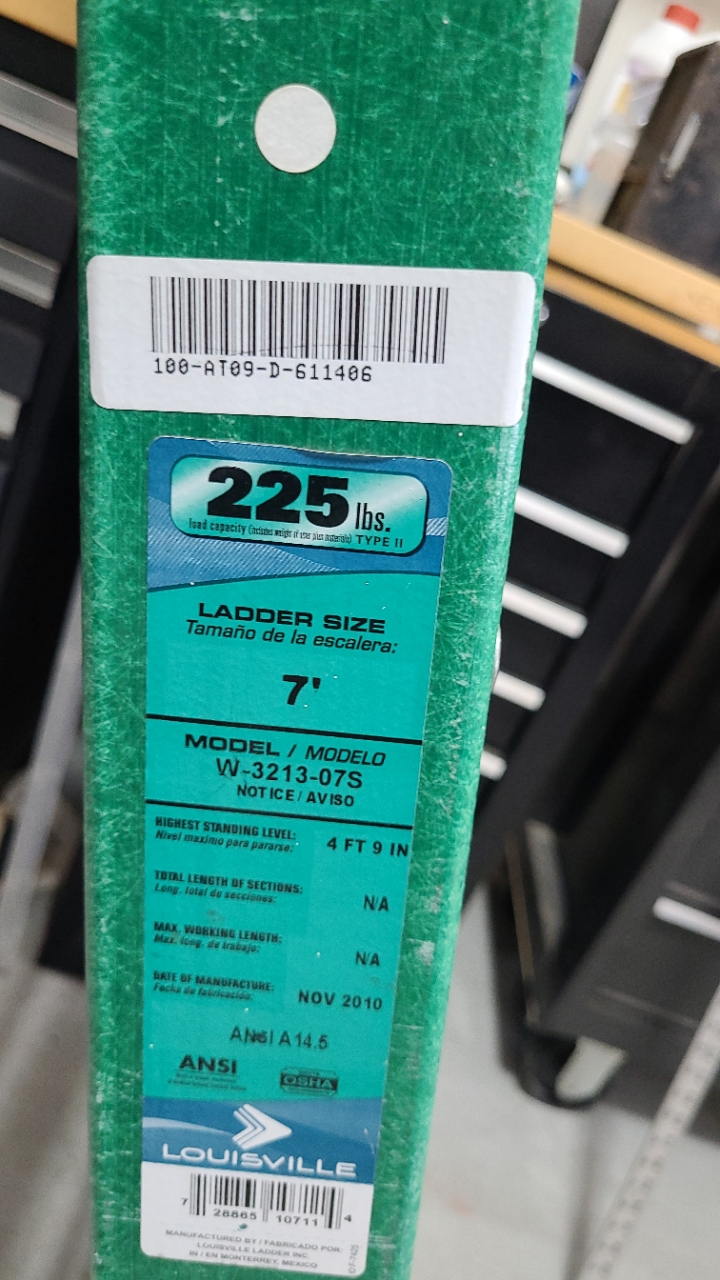 100-AT09-D-611406
225 lbs.
load capacity (includes weight of user plus materials) TYPE II
LADDER SIZE
Tamaño de la escalera:
7'
MODEL / MODELO
W-3213-07S
NOTICE / AVISO
HIGHEST STANDING LEVEL: 4 FT 9 IN
Nivel maximo para pararse:
TOTAL LENGTH OF SECTIONS: N/A
Long. total de secciones:
MAX. WORKING LENGTH: N/A
Max. long. de trabajo:
DATE OF MANUFACTURE: NOV 2010
Fecha de fabricación:
ANSI A14.5
ANSI
OSHA
LOUISVILLE
7 28865 10711 4
MANUFACTURED BY / FABRICADO POR:
LOUISVILLE LADDER INC.
IN / EN MONTERREY, MEXICO